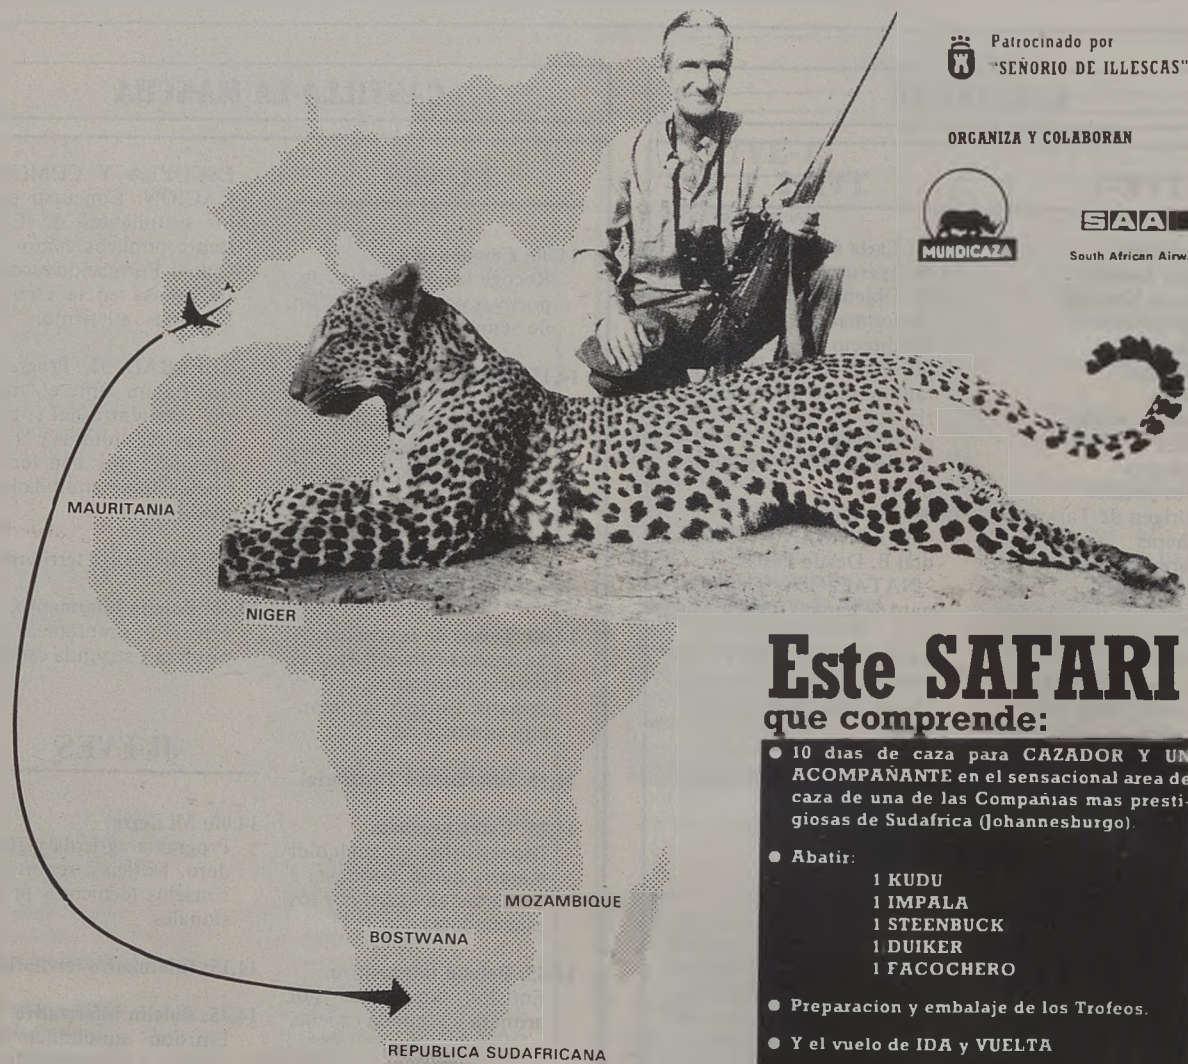 Patrocinado por
"SEÑORIO DE ILLESCAS"
ORGANIZA Y COLABORAN
MUNDICAZA
SAA
South African Airw
MAURITANIA
NIGER
MOZAMBIQUE
BOSTWANA
REPUBLICA SUDAFRICANA
Este SAFARI
que comprende:
● 10 dias de caza para CAZADOR Y UN
ACOMPAÑANTE en el sensacional area de
caza de una de las Compañias mas presti-
giosas de Sudafrica (Johannesburgo).
● Abatir:
1 KUDU
1 IMPALA
1 STEENBUCK
1 DUIKER
1 FACOCHERO
● Preparacion y embalaje de los Trofeos.
● Y el vuelo de IDA y VUELTA